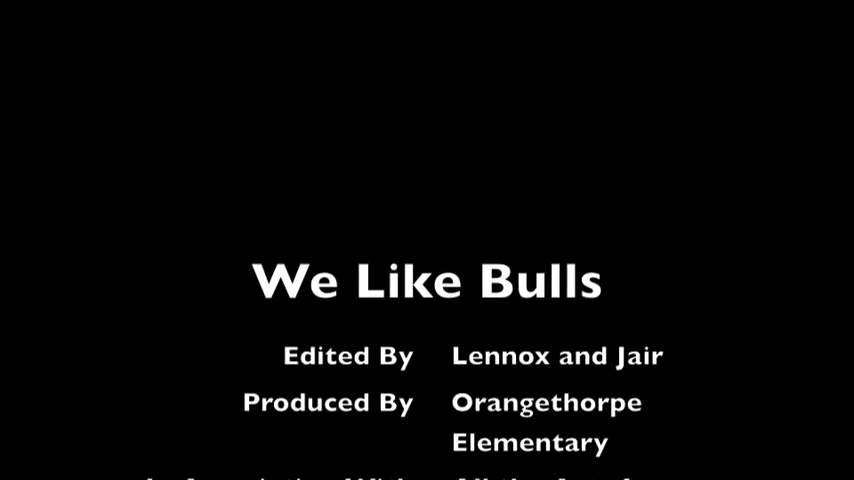 We Like Bulls
Edited By Lennox and Jair
Produced By Orangethorpe
Elementary